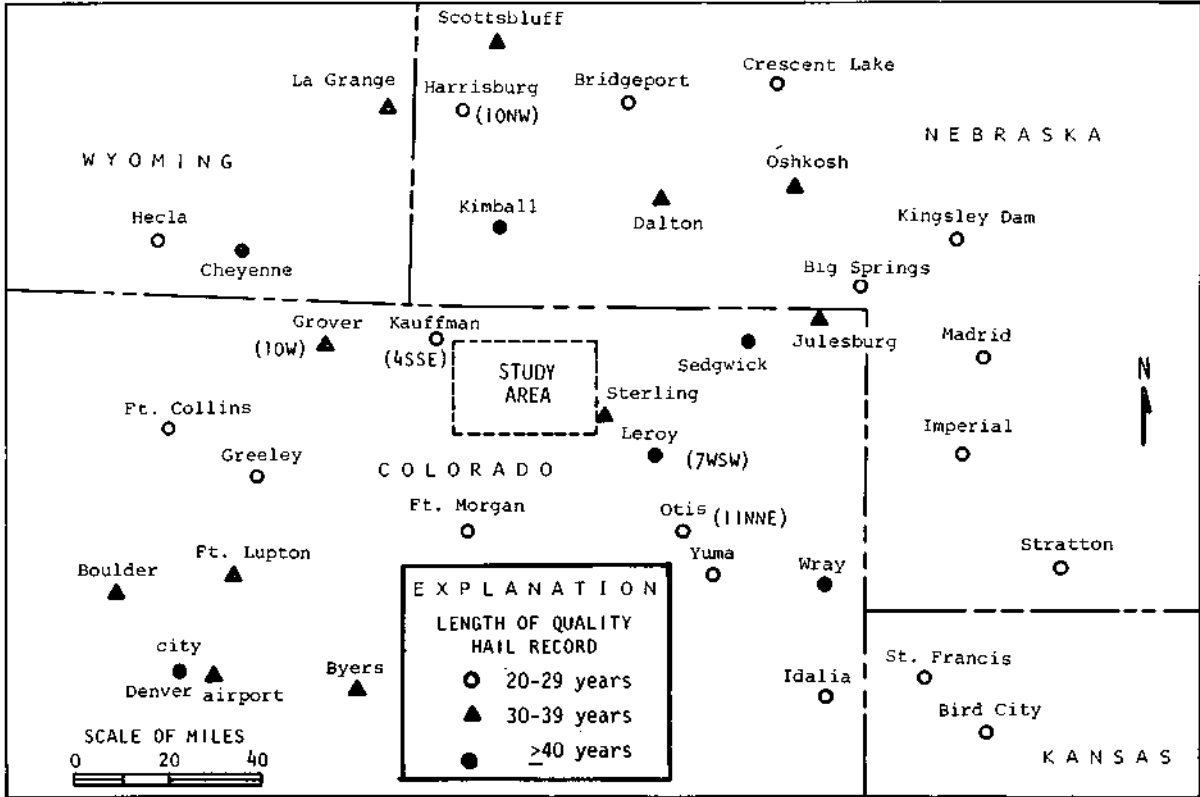 Scottsbluff
La Grange
Harrisburg
(10NW)
Bridgeport
Crescent Lake
NEBRASKA
WYOMING
Oshkosh
Hecla
Kimball
Dalton
Kingsley Dam
Cheyenne
Big Springs
Grover
(10W)
Kauffman
(4SSE)
STUDY
AREA
Sedgwick
Julesburg
Madrid
N
Sterling
Ft. Collins
Leroy
(7WSW)
Imperial
Greeley
COLORADO
Ft. Morgan
Otis (11NNE)
Ft. Lupton
Yuma
Stratton
Boulder
Wray
EXPLANATION
LENGTH OF QUALITY
HAIL RECORD
20-29 years
30-39 years
≥40 years
city
Denver airport
Byers
Idalia
St. Francis
Bird City
SCALE OF MILES
0 20 40
KANSAS